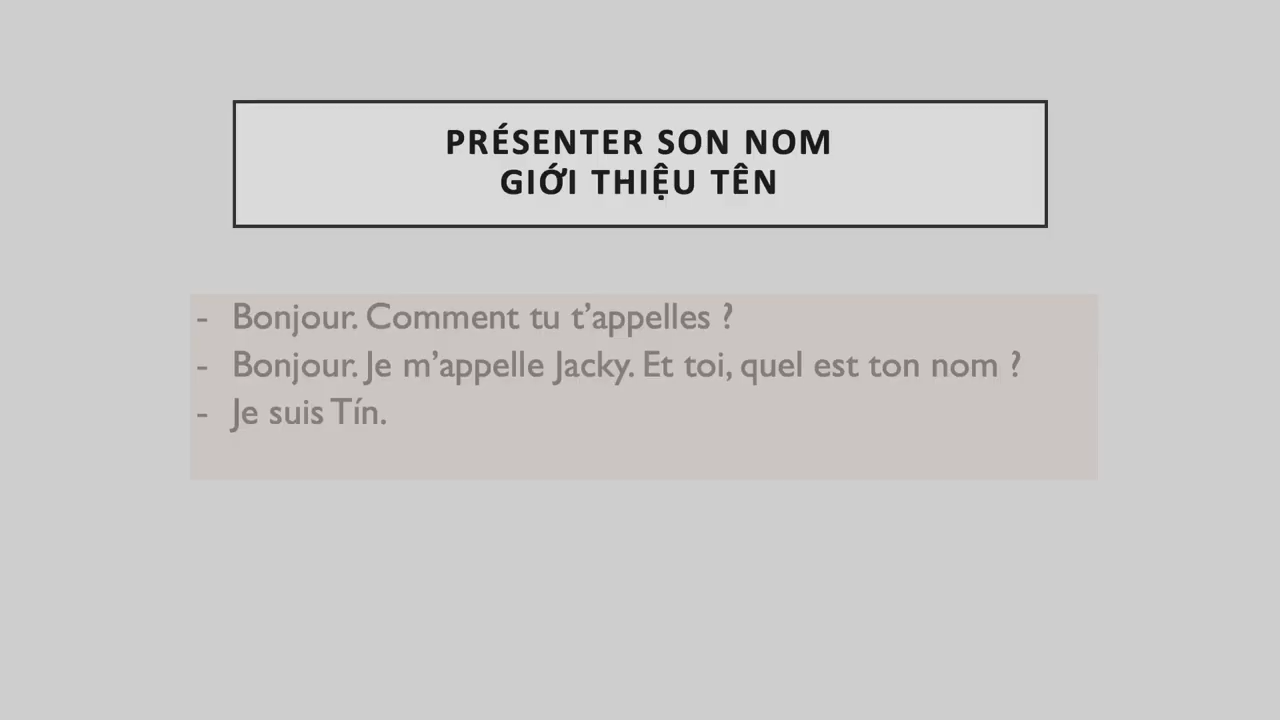 PRÉSENTER SON NOM
GIỚI THIỆU TÊN
- Bonjour. Comment tu t’appelles ?
- Bonjour. Je m’appelle Jacky. Et toi, quel est ton nom ?
- Je suis Tín.